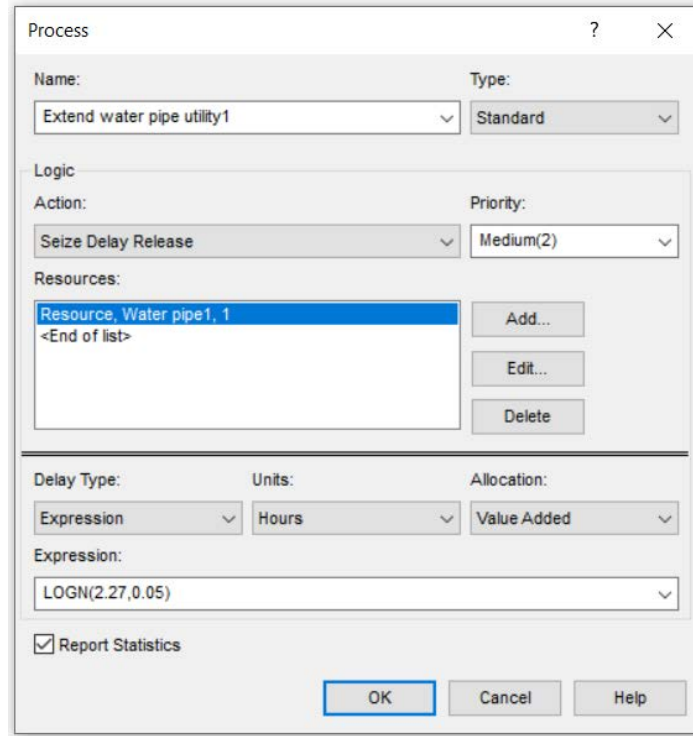 Process ?
Name: Type:
Extend water pipe utility1 Standard
Logic
Action: Priority:
Seize Delay Release Medium(2)
Resources:
Resource, Water pipe1, 1 Add...
<End of list>
Edit...
Delete
Delay Type: Units: Allocation:
Expression Hours Value Added
Expression:
LOGN(2.27,0.05)
Report Statistics
OK Cancel Help